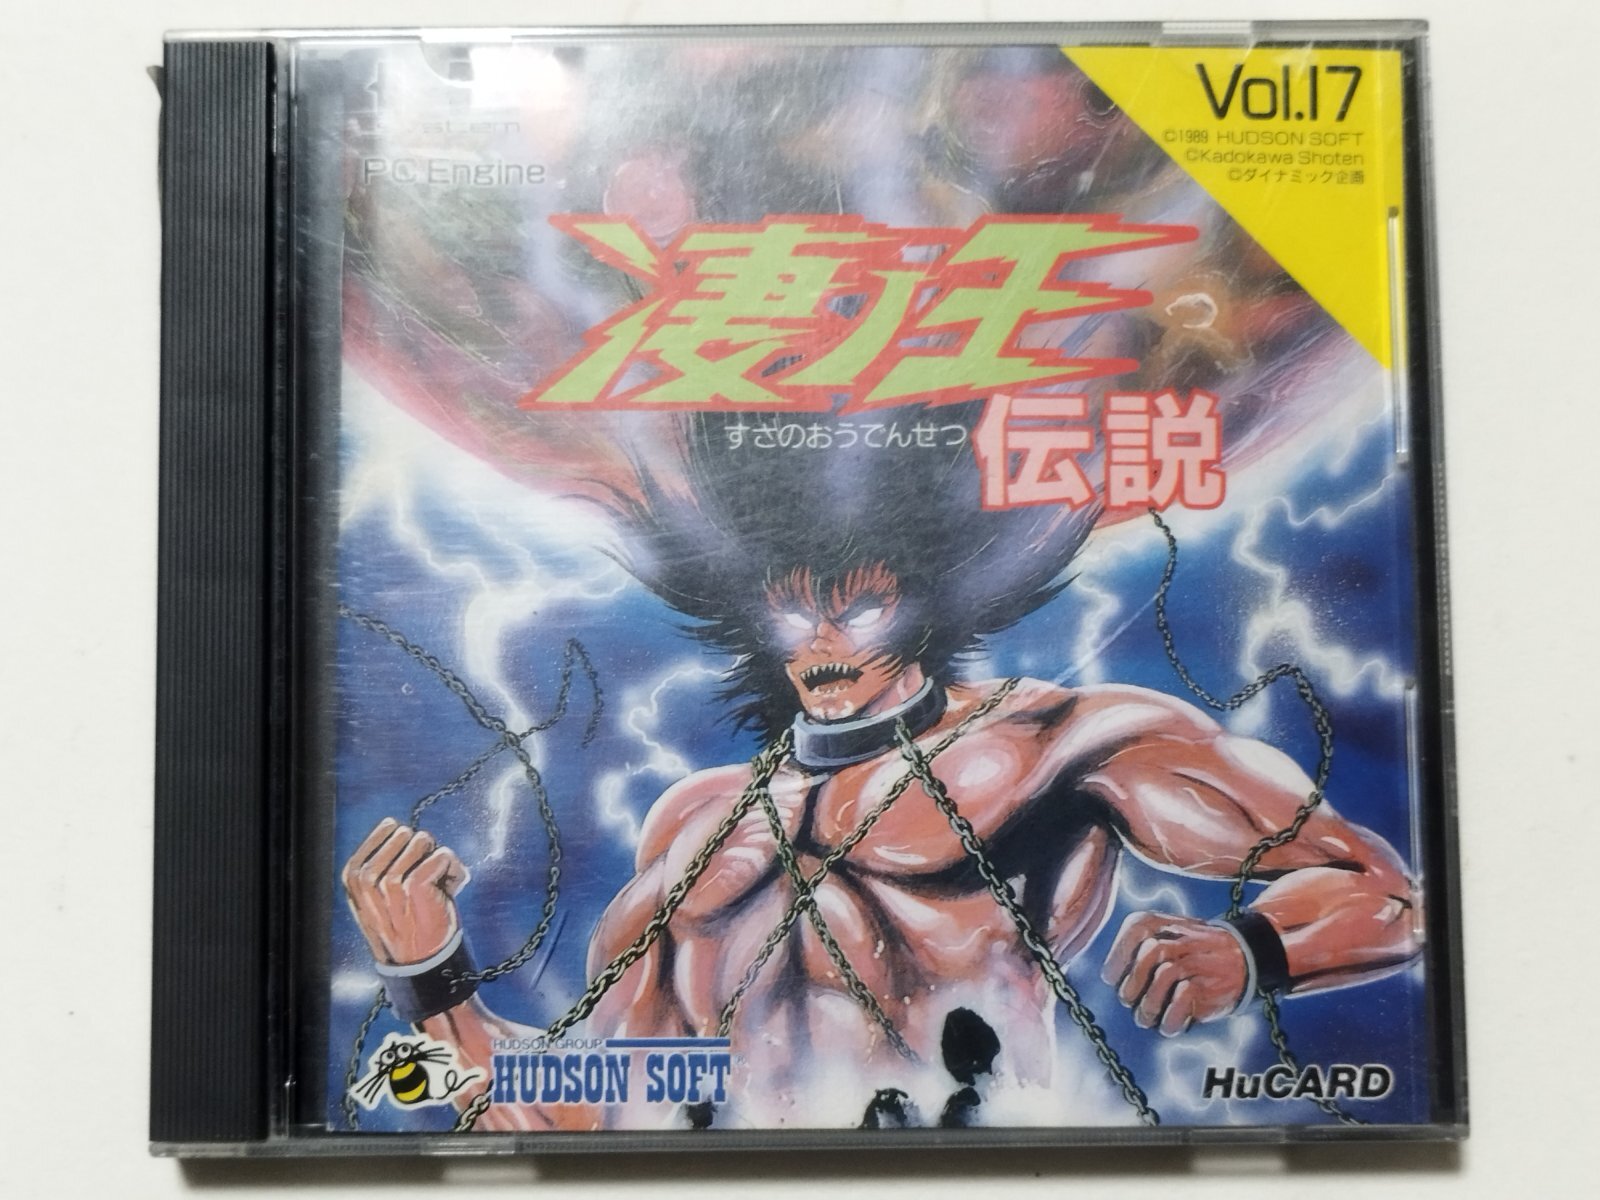 Vol.17
©1989 HUDSON SOFT
©Kadokawa Shoten
©ダイナミック企画
System
PC Engine
凄ノ王
すさのおうでんせつ
伝説
HUDSON GROUP
HUDSON SOFT®
HuCARD